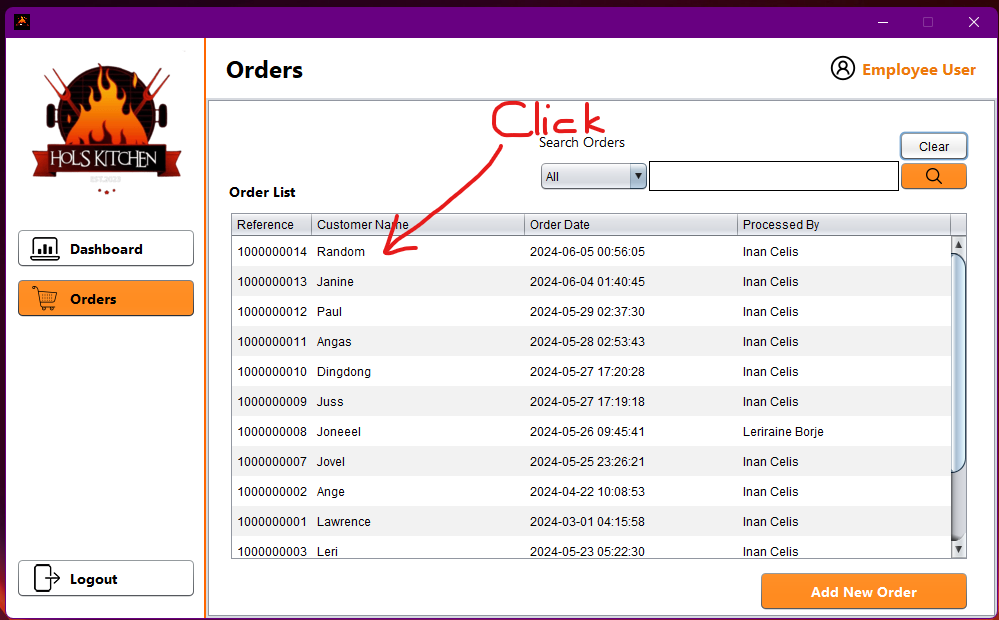 Orders
Employee User
HOL'S KITCHEN
Click
Search Orders
Clear
All
Order List
Reference Customer Name Order Date Processed By
1000000014 Random 2024-06-05 00:56:05 Inan Celis
1000000013 Janine 2024-06-04 01:40:45 Inan Celis
1000000012 Paul 2024-05-29 02:37:30 Inan Celis
1000000011 Angas 2024-05-28 02:53:43 Inan Celis
1000000010 Dingdong 2024-05-27 17:20:28 Inan Celis
1000000009 Juss 2024-05-27 17:19:18 Inan Celis
1000000008 Joneeel 2024-05-26 09:45:41 Leriraine Borje
1000000007 Jovel 2024-05-25 23:26:21 Inan Celis
1000000002 Ange 2024-04-22 10:08:53 Inan Celis
1000000001 Lawrence 2024-03-01 04:15:58 Inan Celis
1000000003 Leri 2024-05-23 05:22:30 Inan Celis
Dashboard
Orders
Logout
Add New Order